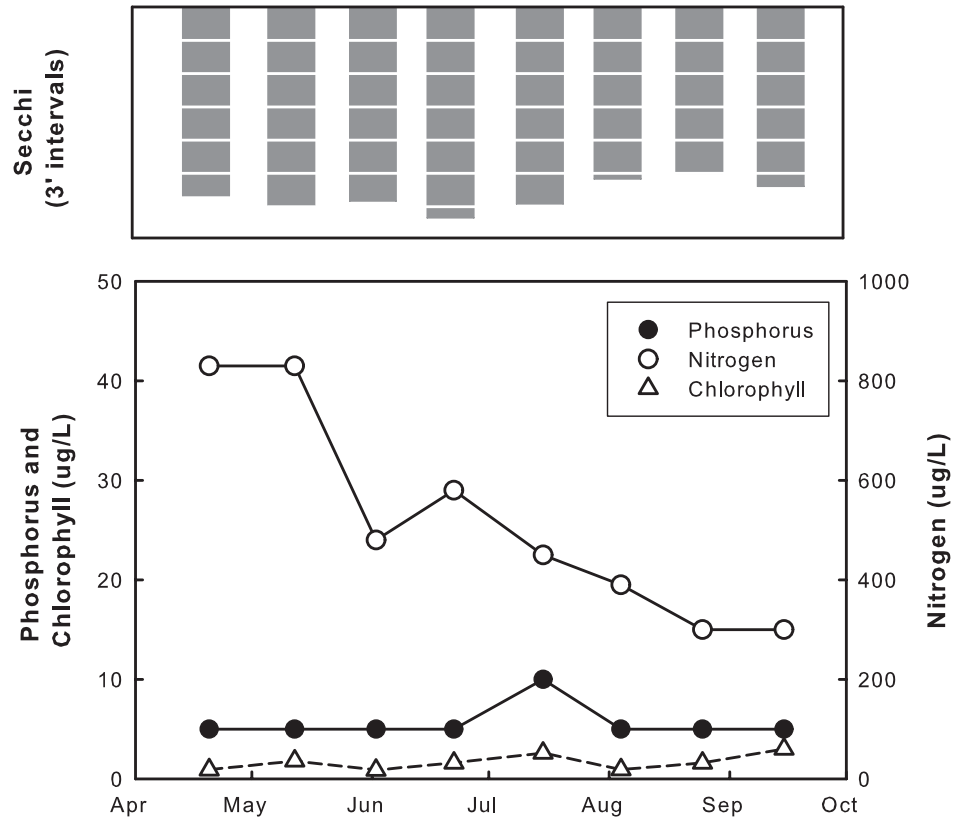 Secchi
(3' intervals)
50
40
30
20
10
0
Phosphorus and
Chlorophyll (ug/L)
Phosphorus
Nitrogen
Chlorophyll
1000
800
600
400
200
0
Nitrogen (ug/L)
Apr May Jun Jul Aug Sep Oct